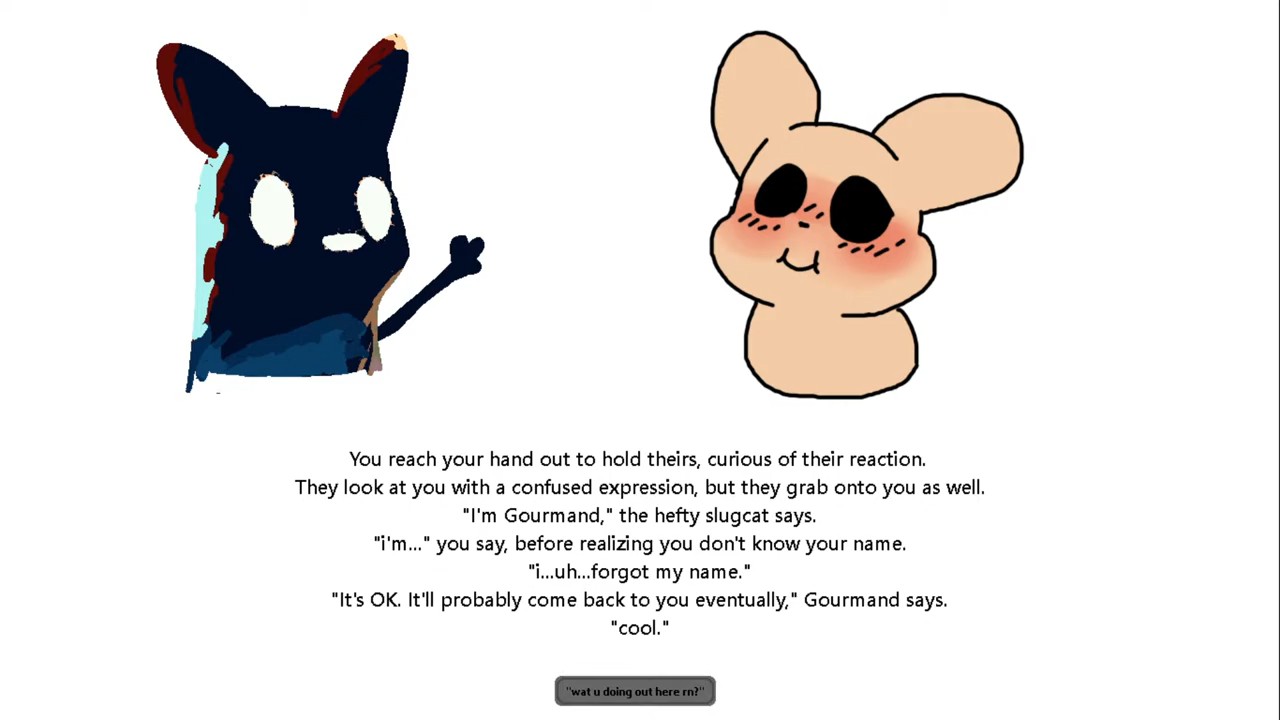 You reach your hand out to hold theirs, curious of their reaction.
They look at you with a confused expression, but they grab onto you as well.
"I'm Gourmand," the hefty slugcat says.
"i'm..." you say, before realizing you don't know your name.
"i...uh...forgot my name."
"It's OK. It'll probably come back to you eventually," Gourmand says.
"cool."
"wat u doing out here rn?"